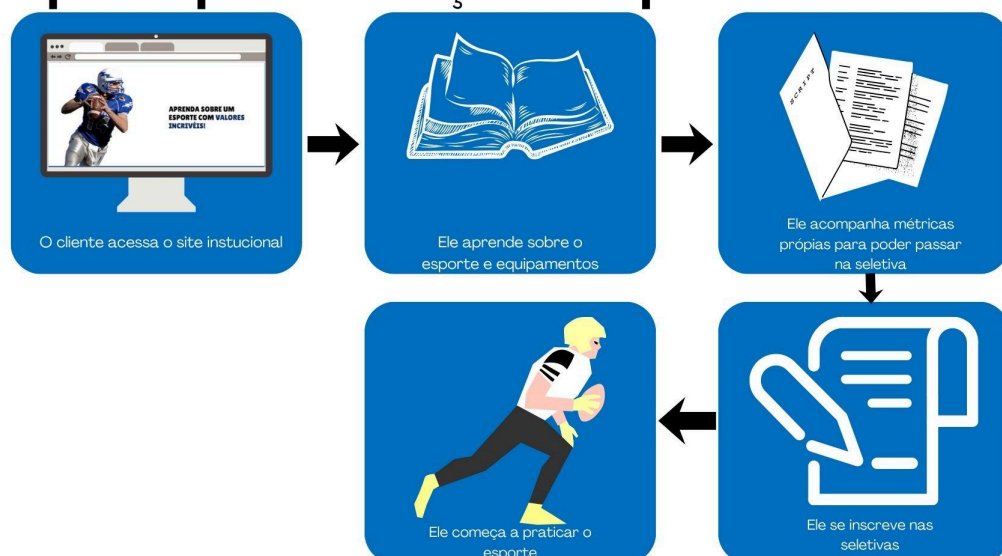 APRENDA SOBRE UM
ESPORTE COM VALORES
INCRIVÉIS!
O cliente acessa o site instucional
Ele aprende sobre o
esporte e equipamentos
SCRIPT
Ele acompanha métricas
própias para poder passar
na seletiva
Ele se inscreve nas
seletivas
Ele começa a praticar o
esporte